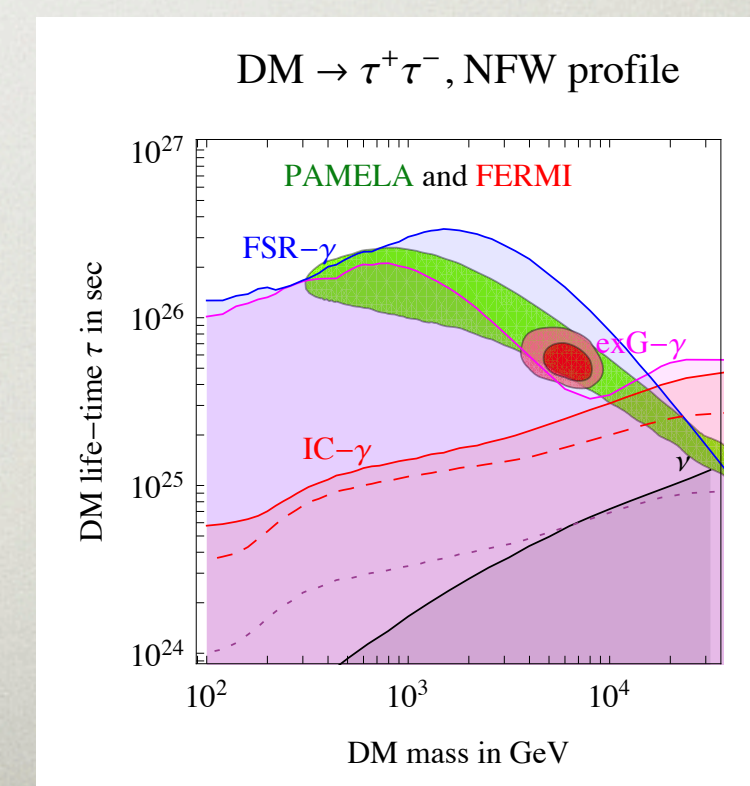 DM → τ⁺τ⁻, NFW profile
10²⁷
PAMELA and FERMI
FSR−γ
10²⁶
exG−γ
DM life−time τ in sec
IC−γ
ν
10²⁵
10²⁴
10² 10³ 10⁴
DM mass in GeV